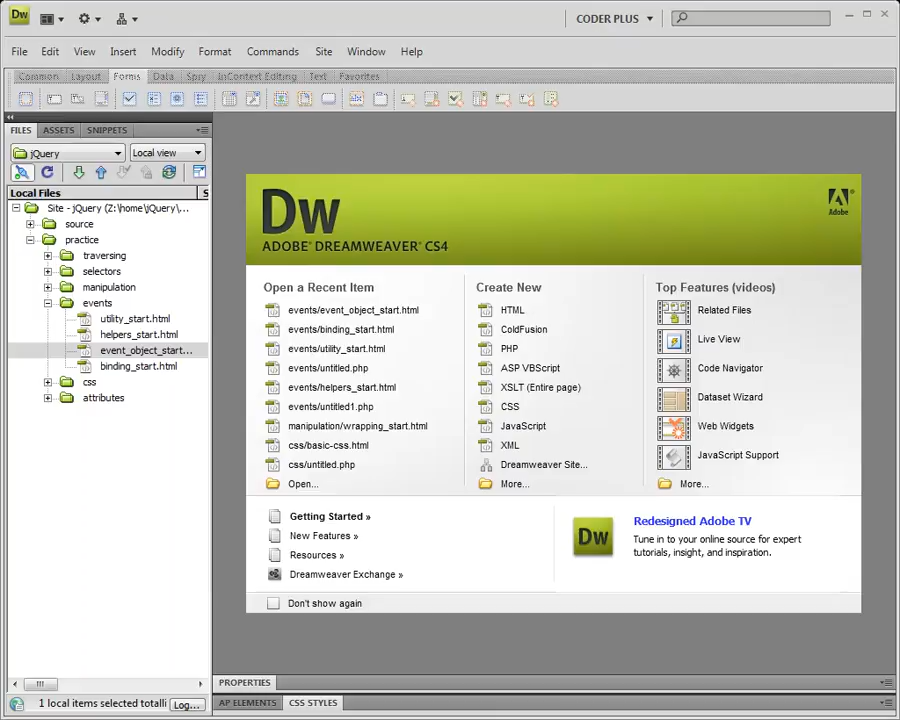 Dw
CODER PLUS
File Edit View Insert Modify Format Commands Site Window Help
Common Layout Forms Data Spry InContext Editing Text Favorites
FILES ASSETS SNIPPETS
jQuery Local view
Local Files S
Site - jQuery (Z:\home\jQuery\...
source
practice
traversing
selectors
manipulation
events
utility_start.html
helpers_start.html
event_object_start...
binding_start.html
css
attributes
1 local items selected totalli Log...
Dw
ADOBE® DREAMWEAVER® CS4
Adobe
Open a Recent Item
events/event_object_start.html
events/binding_start.html
events/utility_start.html
events/untitled.php
events/helpers_start.html
events/untitled1.php
manipulation/wrapping_start.html
css/basic-css.html
css/untitled.php
Open...
Create New
HTML
ColdFusion
PHP
ASP VBScript
XSLT (Entire page)
CSS
JavaScript
XML
Dreamweaver Site...
More...
Top Features (videos)
Related Files
Live View
Code Navigator
Dataset Wizard
Web Widgets
JavaScript Support
More...
Getting Started »
New Features »
Resources »
Dreamweaver Exchange »
Dw
Redesigned Adobe TV
Tune in to your online source for expert
tutorials, insight, and inspiration.
Don't show again
PROPERTIES
AP ELEMENTS CSS STYLES